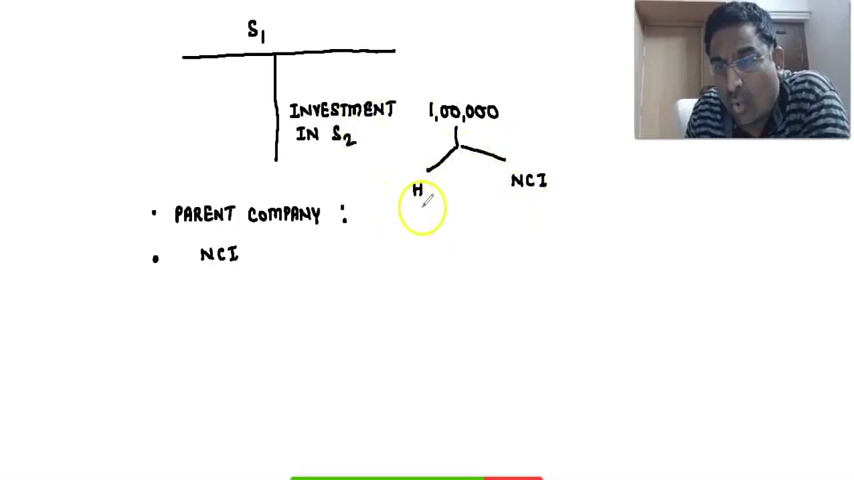 S1
INVESTMENT 1,00,000
IN S2
H NCI
• PARENT COMPANY :
• NCI